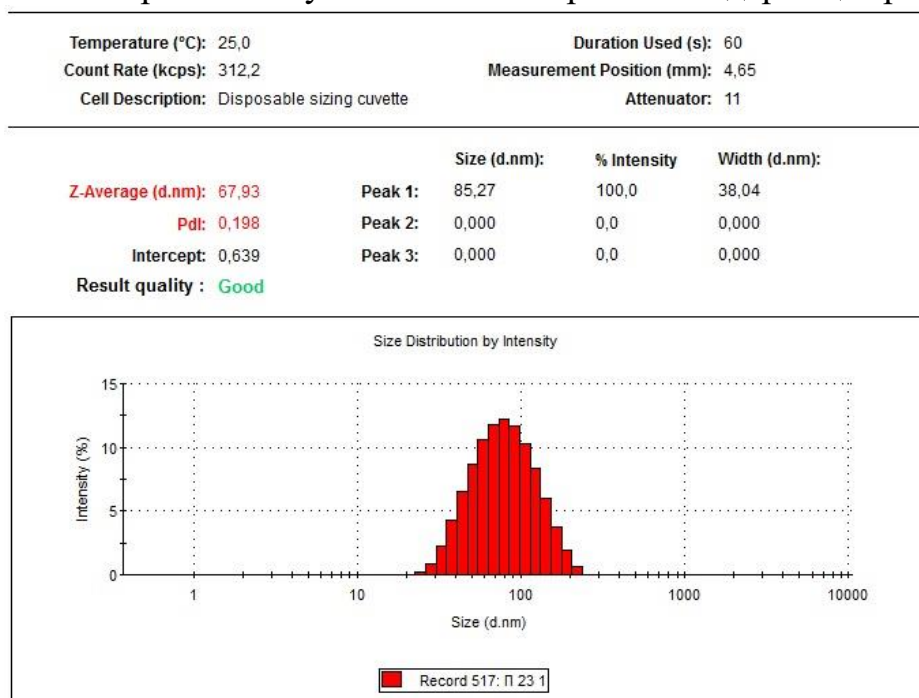 Temperature (°C): 25,0 Duration Used (s): 60
Count Rate (kcps): 312,2 Measurement Position (mm): 4,65
Cell Description: Disposable sizing cuvette Attenuator: 11
Size (d.nm): % Intensity Width (d.nm):
Z-Average (d.nm): 67,93 Peak 1: 85,27 100,0 38,04
PdI: 0,198 Peak 2: 0,000 0,0 0,000
Intercept: 0,639 Peak 3: 0,000 0,0 0,000
Result quality : Good
Size Distribution by Intensity
15
10
5
0
Intensity (%)
1 10 100 1000 10000
Size (d.nm)
Record 517: П 23 1